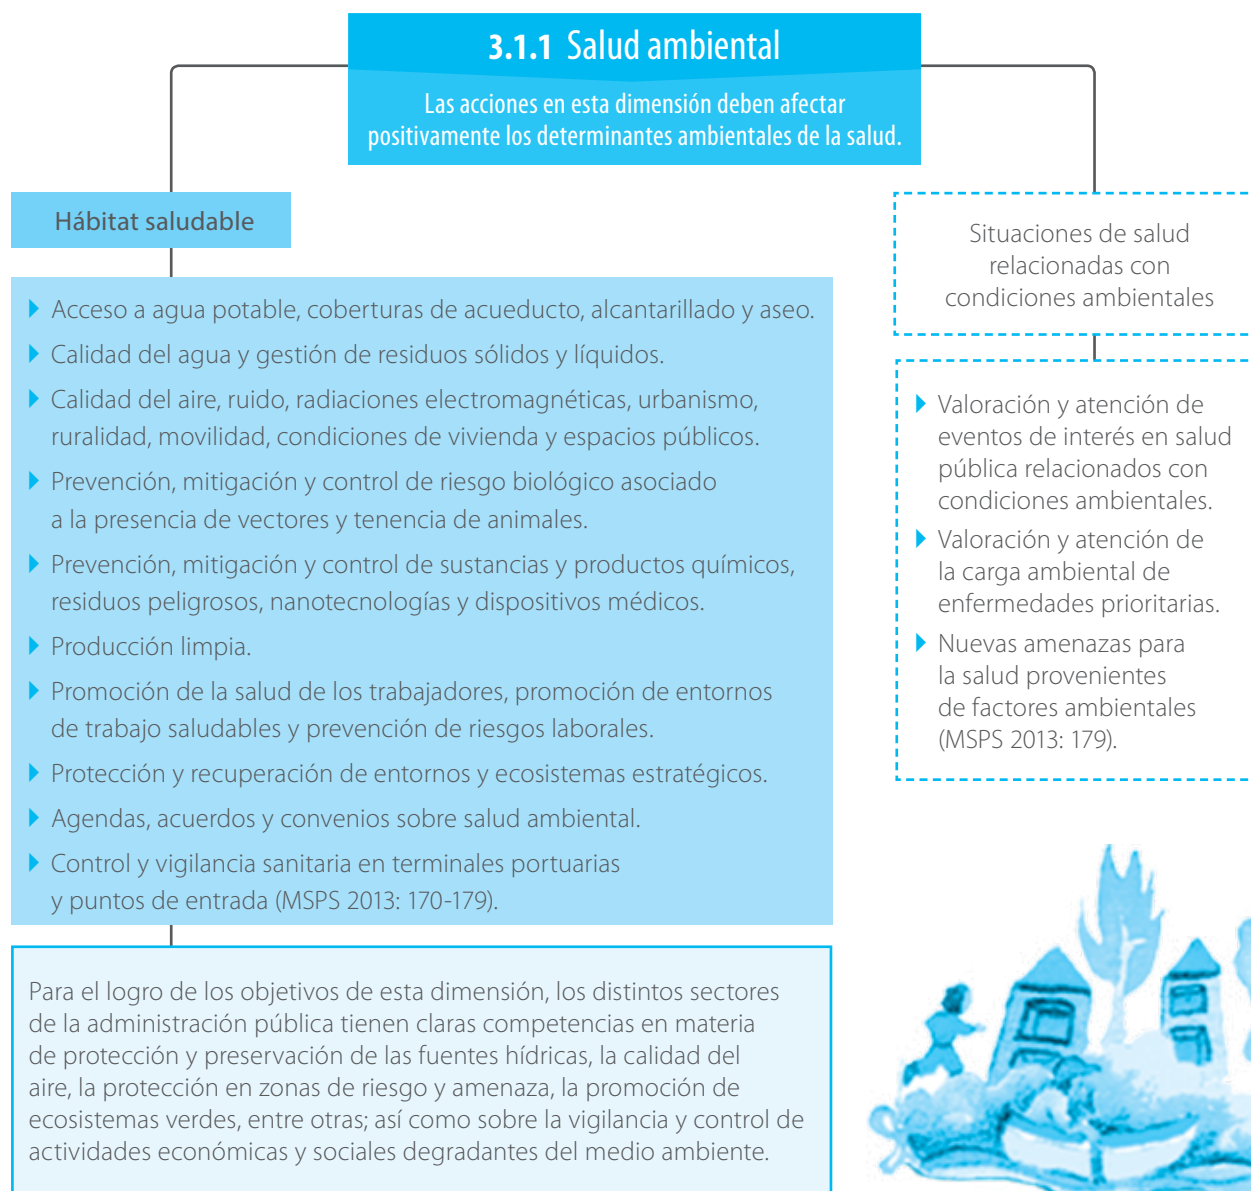 3.1.1 Salud ambiental
Las acciones en esta dimensión deben afectar
positivamente los determinantes ambientales de la salud.
Hábitat saludable
Acceso a agua potable, coberturas de acueducto, alcantarillado y aseo.
Calidad del agua y gestión de residuos sólidos y líquidos.
Calidad del aire, ruido, radiaciones electromagnéticas, urbanismo,
ruralidad, movilidad, condiciones de vivienda y espacios públicos.
Prevención, mitigación y control de riesgo biológico asociado
a la presencia de vectores y tenencia de animales.
Prevención, mitigación y control de sustancias y productos químicos,
residuos peligrosos, nanotecnologías y dispositivos médicos.
Producción limpia.
Promoción de la salud de los trabajadores, promoción de entornos
de trabajo saludables y prevención de riesgos laborales.
Protección y recuperación de entornos y ecosistemas estratégicos.
Agendas, acuerdos y convenios sobre salud ambiental.
Control y vigilancia sanitaria en terminales portuarias
y puntos de entrada (MSPS 2013: 170-179).
Para el logro de los objetivos de esta dimensión, los distintos sectores
de la administración pública tienen claras competencias en materia
de protección y preservación de las fuentes hídricas, la calidad del
aire, la protección en zonas de riesgo y amenaza, la promoción de
ecosistemas verdes, entre otras; así como sobre la vigilancia y control de
actividades económicas y sociales degradantes del medio ambiente.
Situaciones de salud
relacionadas con
condiciones ambientales
Valoración y atención de
eventos de interés en salud
pública relacionados con
condiciones ambientales.
Valoración y atención de
la carga ambiental de
enfermedades prioritarias.
Nuevas amenazas para
la salud provenientes
de factores ambientales
(MSPS 2013: 179).